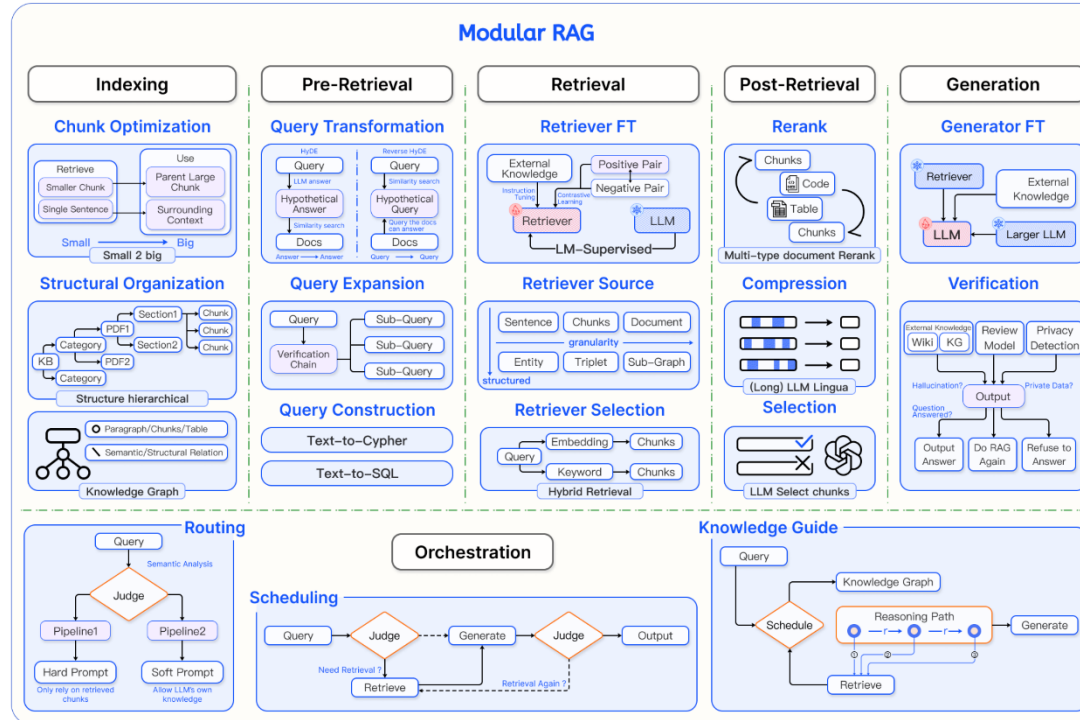 Modular RAG
Indexing
Pre-Retrieval
Retrieval
Post-Retrieval
Generation
Chunk Optimization
Retrieve
Smaller Chunk
Single Sentence
Use
Parent Large
Chunk
Surrounding
Context
Small
Big
Small 2 big
Structural Organization
KB
Category
Category
PDF1
PDF2
Section1
Section2
Chunk
Chunk
Chunk
Structure hierarchical
Paragraph/Chunks/Table
Semantic/Structural Relation
Knowledge Graph
Query Transformation
HyDE
Query
LLM answer
Hypothetical
Answer
Similarity search
Docs
Answer
Answer
Reverse HyDE
Query
Similarity search
Hypothetical
Query
Query the docs
can answer
Docs
Query
Query
Query Expansion
Query
Verification
Chain
Sub-Query
Sub-Query
Sub-Query
Query Construction
Text-to-Cypher
Text-to-SQL
Retriever FT
External
Knowledge
Positive Pair
Negative Pair
Instruction
Tuning
Contrastive
Learning
Retriever
LLM
LM-Supervised
Retriever Source
Sentence
Chunks
Document
granularity
Entity
Triplet
Sub-Graph
structured
Retriever Selection
Query
Embedding
Chunks
Keyword
Chunks
Hybrid Retrieval
Rerank
Chunks
Code
Table
Chunks
Multi-type document Rerank
Compression
(Long) LLM Lingua
Selection
LLM Select chunks
Generator FT
Retriever
External
Knowledge
LLM
Larger LLM
Verification
External Knowledge
Wiki
KG
Review
Model
Privacy
Detection
Hallucination?
Private Data?
Output
Question
Answered?
Output
Answer
Do RAG
Again
Refuse to
Answer
Routing
Query
Semantic Analysis
Judge
Pipeline1
Pipeline2
Hard Prompt
Soft Prompt
Only rely on retrieved
chunks
Allow LLM's own
knowledge
Orchestration
Scheduling
Query
Judge
Generate
Judge
Output
Need Retrieval ?
Retrieve
Retrieval Again ?
Knowledge Guide
Query
Knowledge Graph
Schedule
Reasoning Path
r
r
Generate
①
②
③
Retrieve